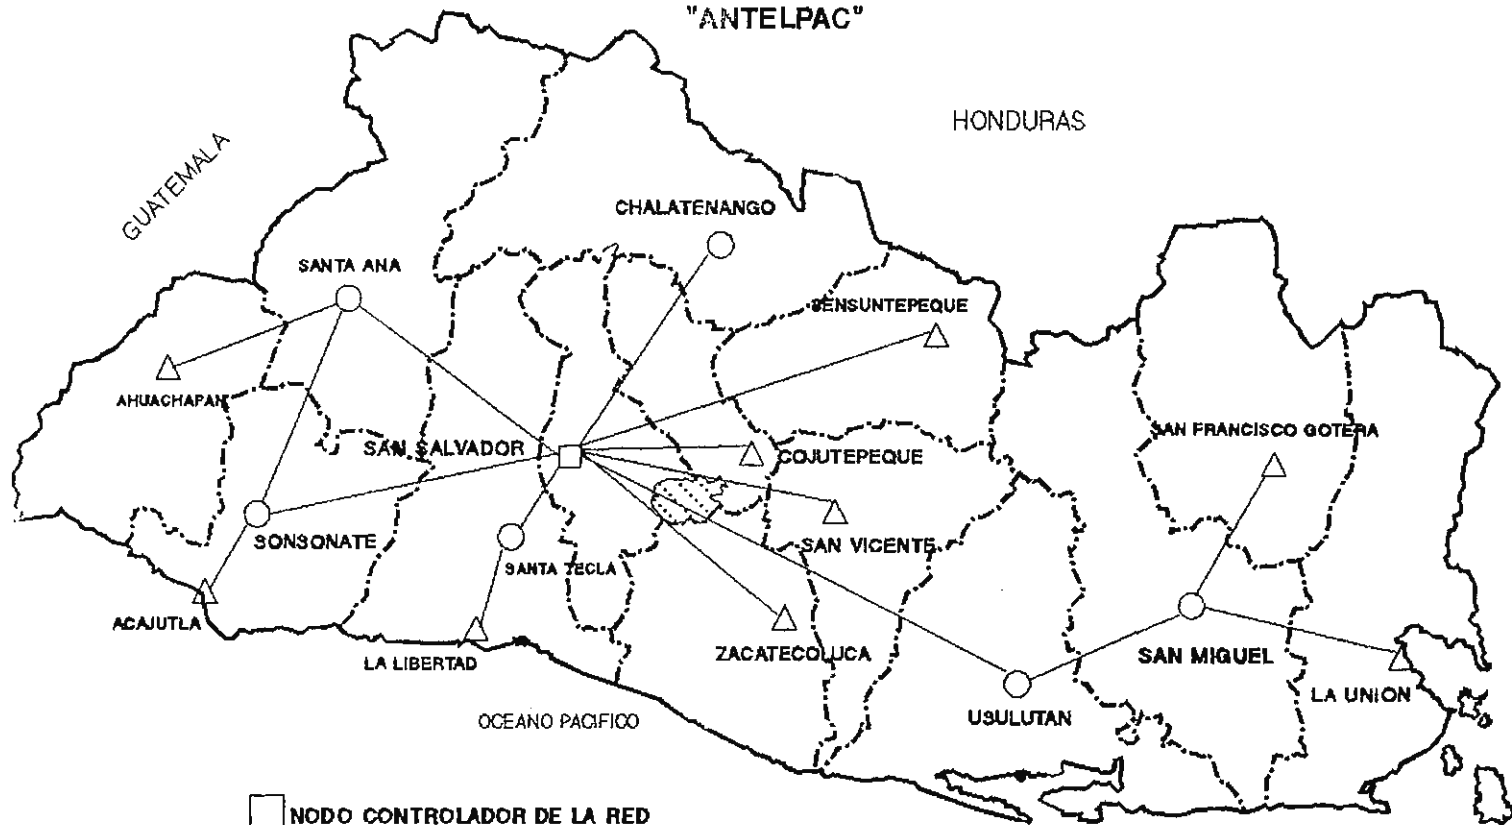 "ANTELPAC"
HONDURAS
GUATEMALA
CHALATENANGO
SANTA ANA
SENSUNTEPEQUE
AHUACHAPAN
SAN FRANCISCO GOTERA
SAN SALVADOR
COJUTEPEQUE
SONSONATE
SAN VICENTE
SANTA TECLA
ACAJUTLA
ZACATECOLUCA
SAN MIGUEL
LA LIBERTAD
LA UNION
USULUTAN
OCEANO PACIFICO
NODO CONTROLADOR DE LA RED